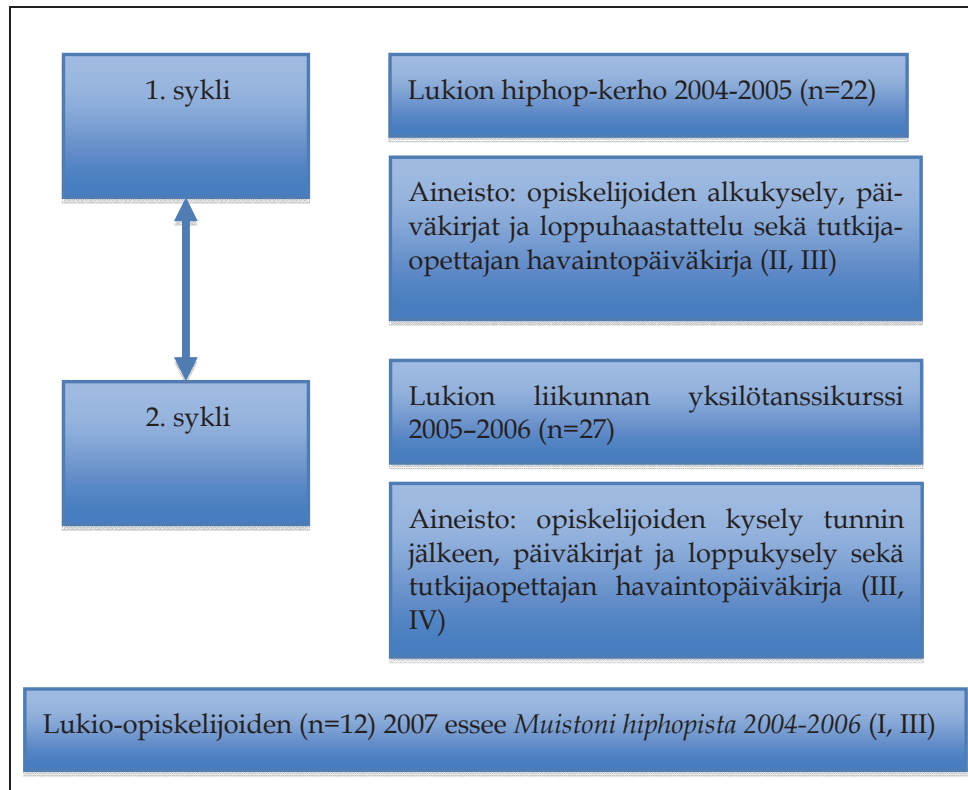 1. sykli
Lukion hiphop-kerho 2004-2005 (n=22)
Aineisto: opiskelijoiden alkukysely, päi-
väkirjat ja loppuhaastattelu sekä tutkija-
opettajan havaintopäiväkirja (II, III)
2. sykli
Lukion liikunnan yksilötanssikurssi
2005–2006 (n=27)
Aineisto: opiskelijoiden kysely tunnin
jälkeen, päiväkirjat ja loppukysely sekä
tutkijaopettajan havaintopäiväkirja (III,
IV)
Lukio-opiskelijoiden (n=12) 2007 essee Muistoni hiphopista 2004-2006 (I, III)